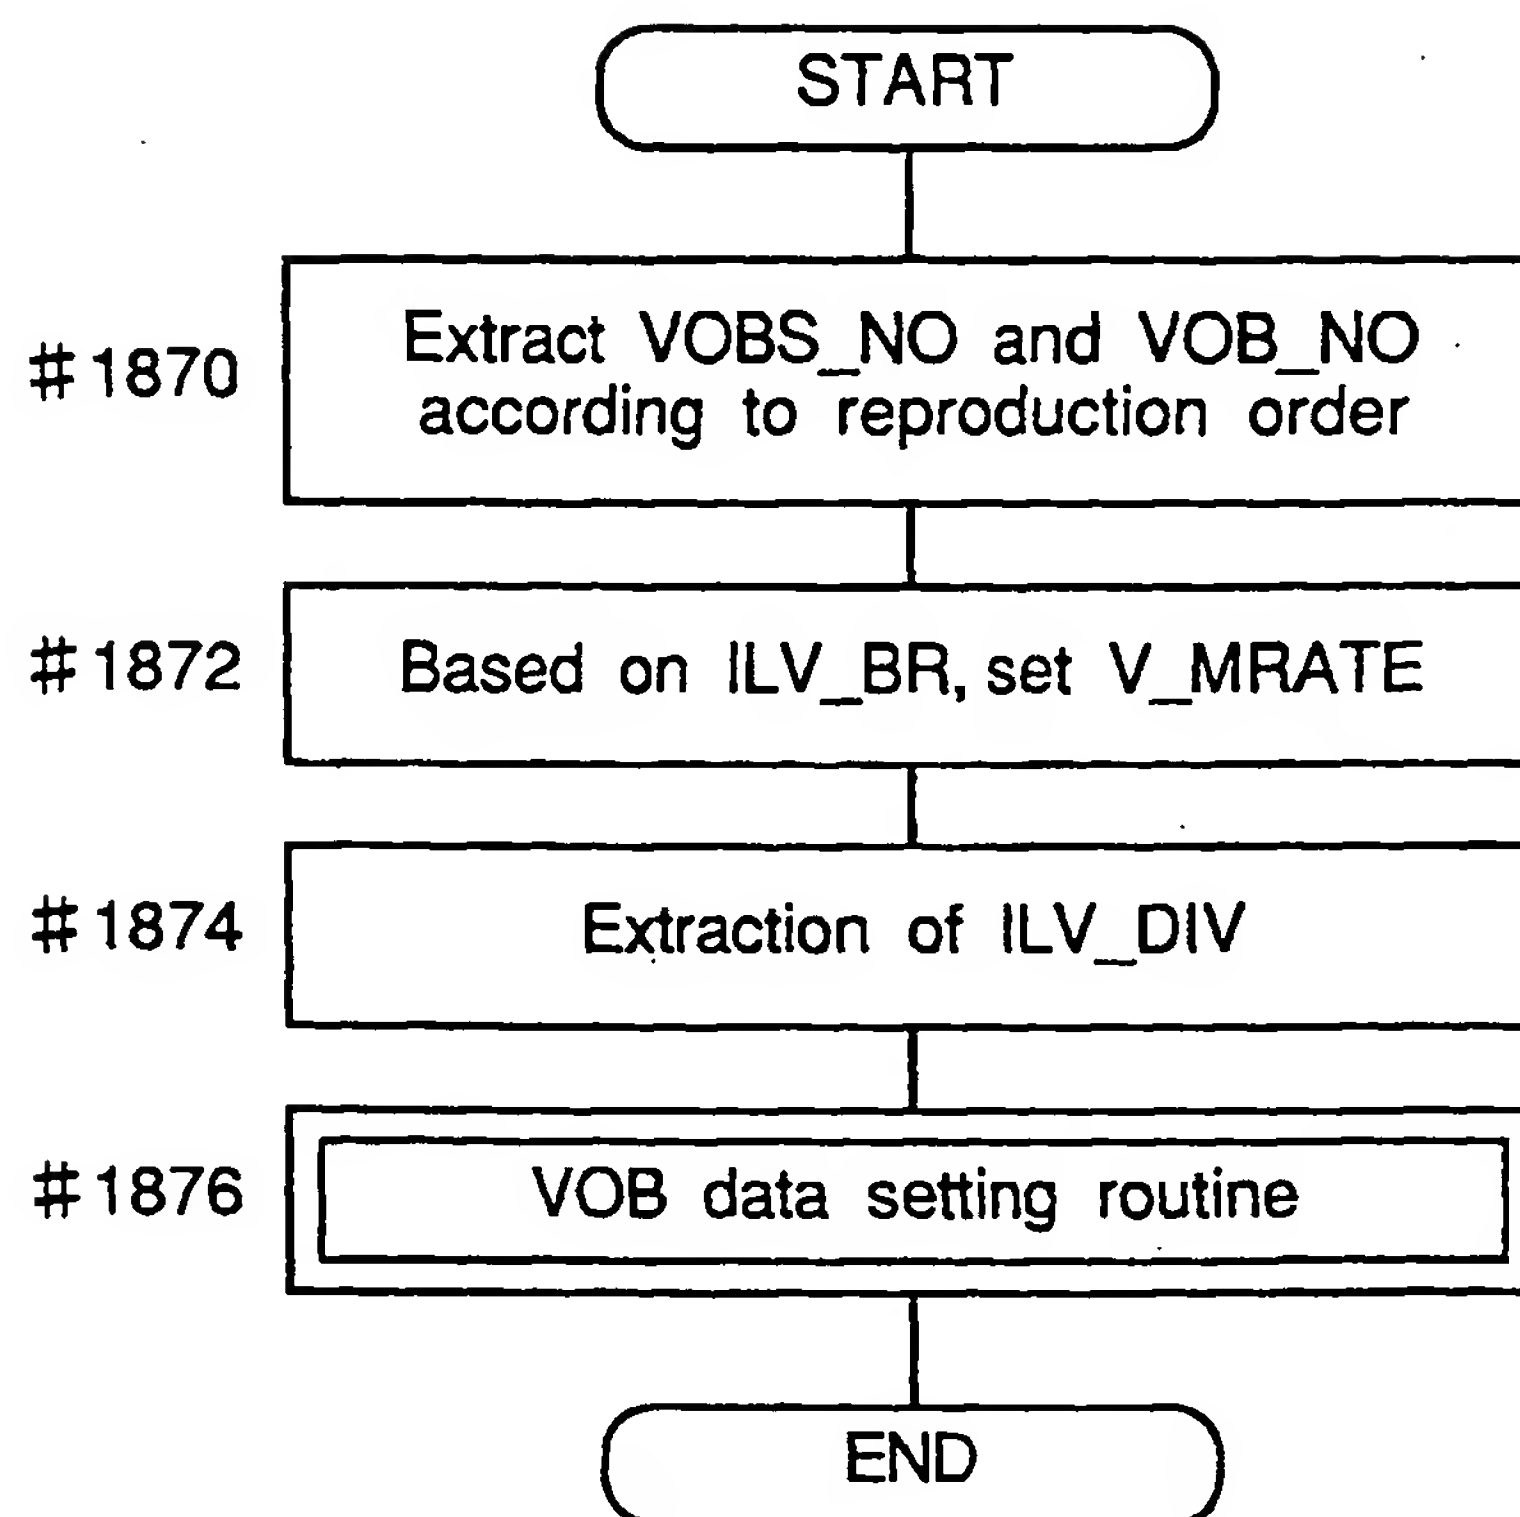 START
#1870
Extract VOBS_NO and VOB_NO
according to reproduction order
#1872
Based on ILV_BR, set V_MRATE
#1874
Extraction of ILV_DIV
#1876
VOB data setting routine
END